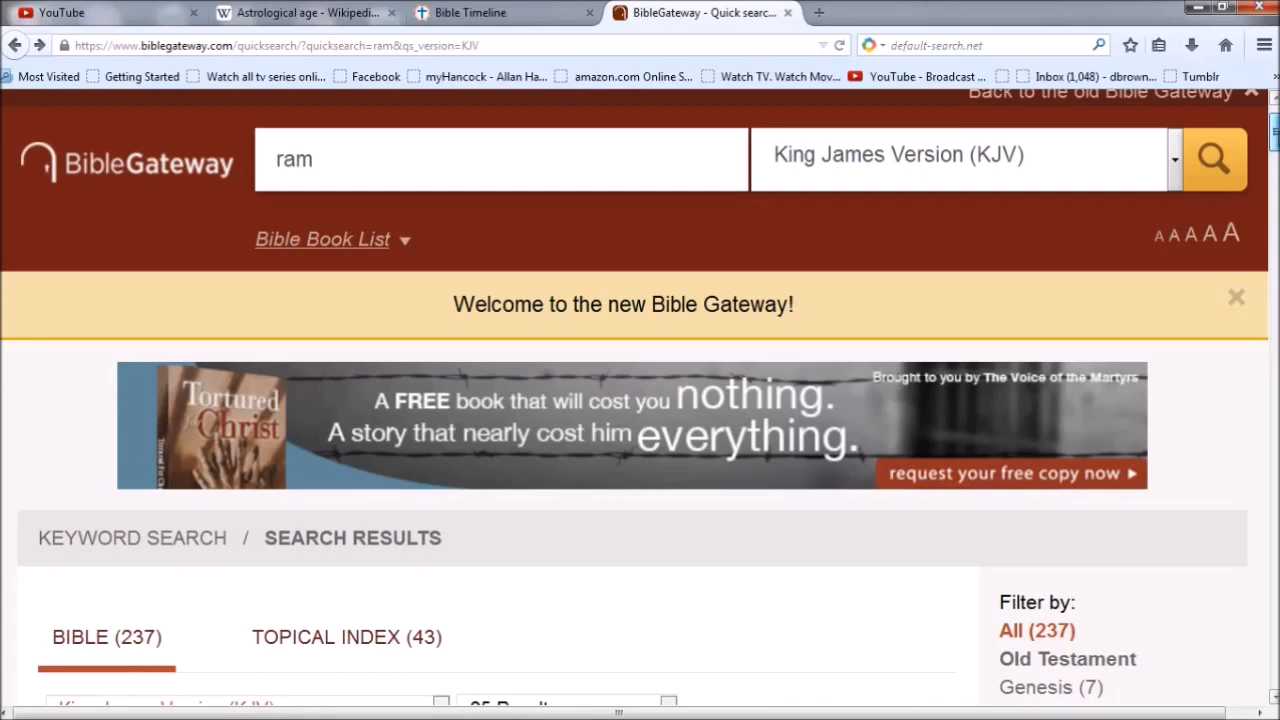 YouTube
Astrological age - Wikipedi...
Bible Timeline
BibleGateway - Quick searc...
https://www.biblegateway.com/quicksearch/?quicksearch=ram&qs_version=KJV
default-search.net
Most Visited
Getting Started
Watch all tv series onli...
Facebook
myHancock - Allan Ha...
amazon.com Online S...
Watch TV. Watch Mov...
YouTube - Broadcast ...
Inbox (1,048) - dbrown...
Tumblr
Back to the old Bible Gateway
BibleGateway
ram
King James Version (KJV)
Bible Book List
A A A A A
Welcome to the new Bible Gateway!
Tortured
for Christ
A FREE book that will cost you nothing.
A story that nearly cost him everything.
Brought to you by The Voice of the Martyrs
request your free copy now
KEYWORD SEARCH / SEARCH RESULTS
BIBLE (237)
TOPICAL INDEX (43)
King James Version (KJV)
25 Results
Filter by:
All (237)
Old Testament
Genesis (7)